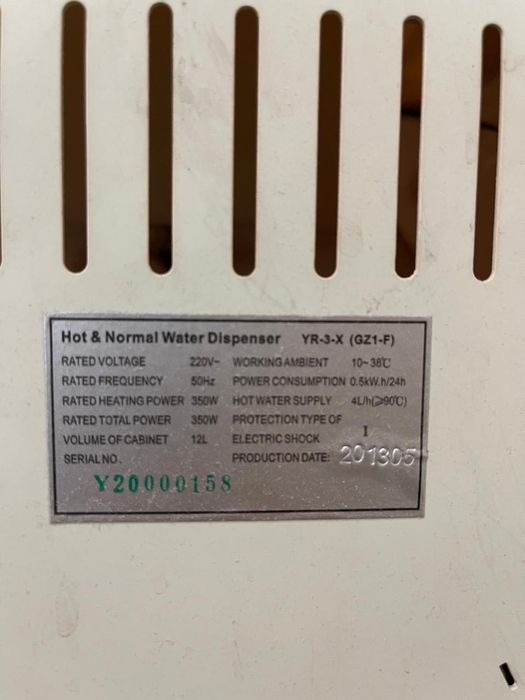 Hot & Normal Water Dispenser YR-3-X (GZ1-F)
RATED VOLTAGE 220V~ WORKING AMBIENT 10~38℃
RATED FREQUENCY 50Hz POWER CONSUMPTION 0.5kW.h/24h
RATED HEATING POWER 350W HOT WATER SUPPLY 4L/h(≥90℃)
RATED TOTAL POWER 350W PROTECTION TYPE OF
VOLUME OF CABINET 12L ELECTRIC SHOCK I
SERIAL NO. PRODUCTION DATE: 201305
Y20000158